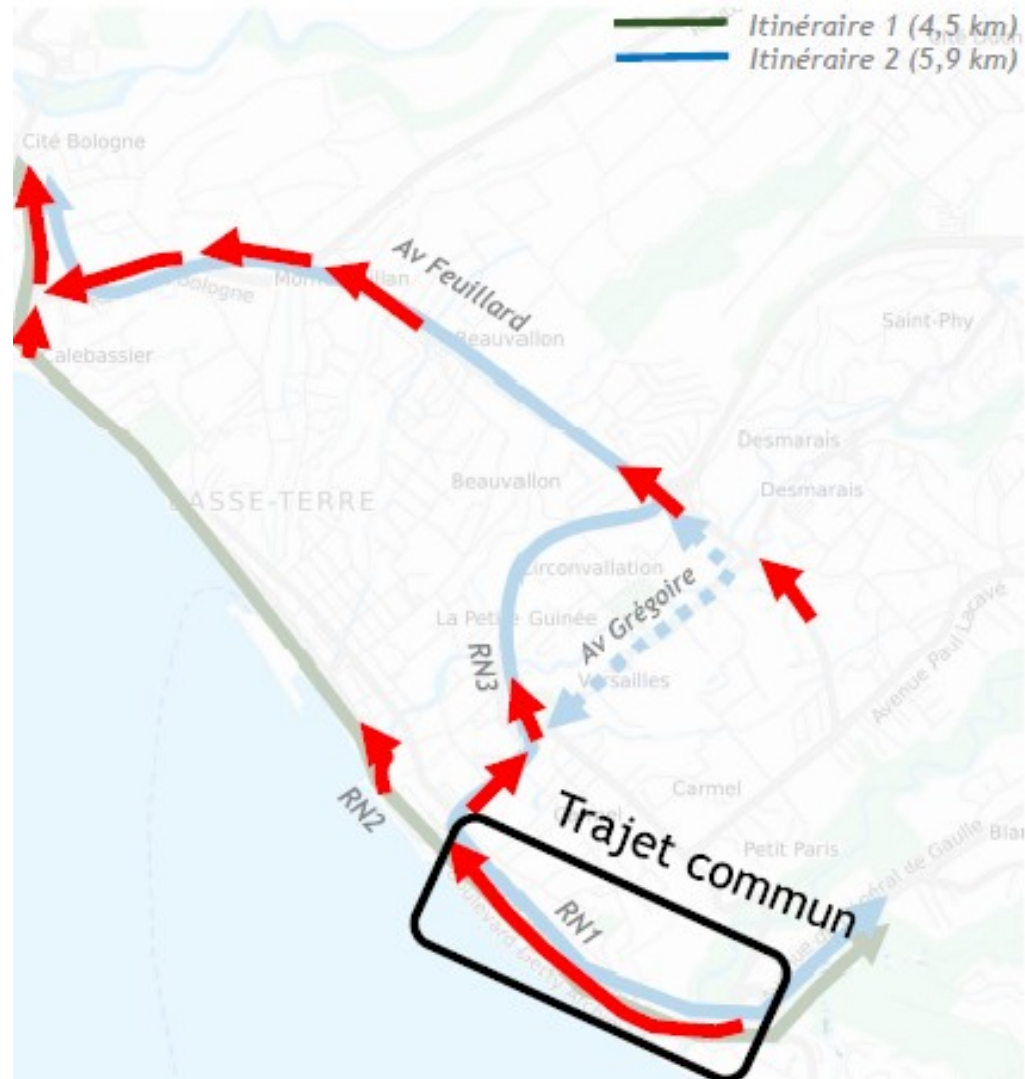 Itinéraire 1 (4,5 km)
Itinéraire 2 (5,9 km)
Cité Bologne
Av Feuillard
Bologne
Beauvallon
Saint-Phy
Calebassier
Desmarais
Beauvallon
Desmarais
BASSE-TERRE
Circonvallation
La Petite Guinée
Av Grégoire
RN3
Versailles
Avenue Paul Lacavé
RN2
Carmel
Trajet commun
Petit Paris
RN1